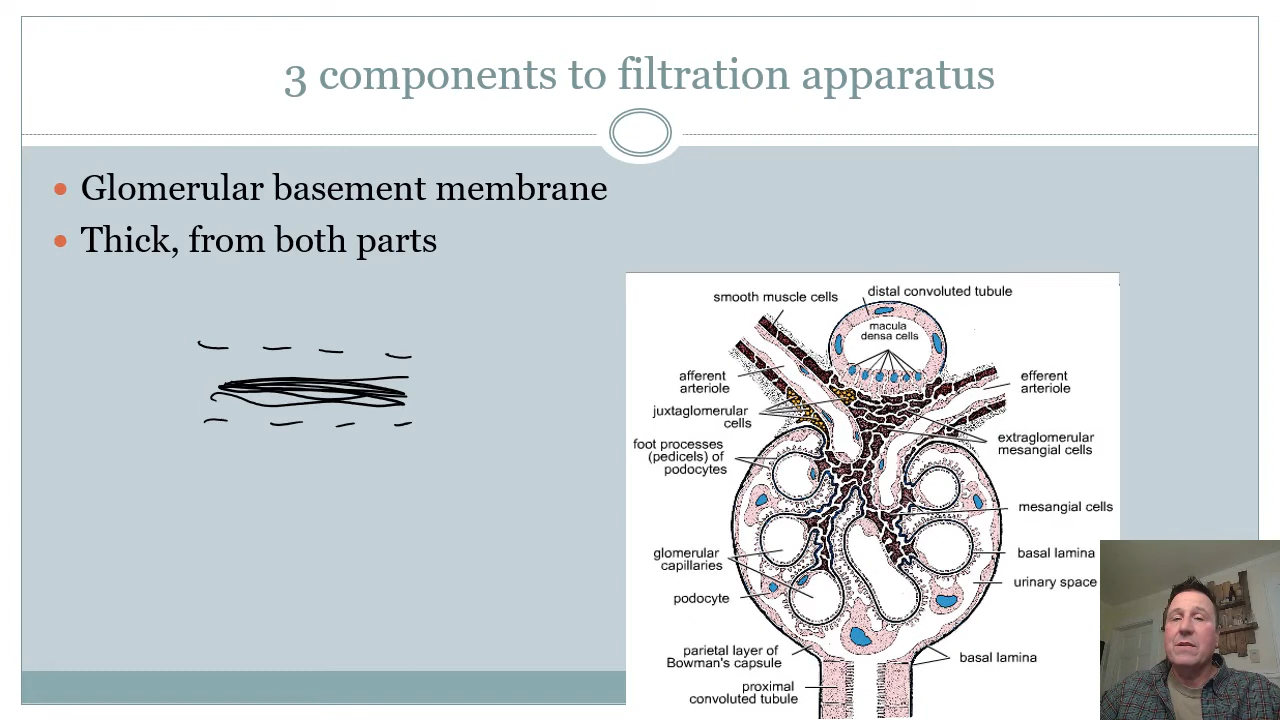 3 components to filtration apparatus
Glomerular basement membrane
Thick, from both parts
smooth muscle cells
distal convoluted tubule
macula
densa cells
afferent
arteriole
efferent
arteriole
juxtaglomerular
cells
extraglomerular
mesangial cells
foot processes
(pedicels) of
podocytes
mesangial cells
glomerular
capillaries
basal lamina
urinary space
podocyte
parietal layer of
Bowman's capsule
basal lamina
proximal
convoluted tubule